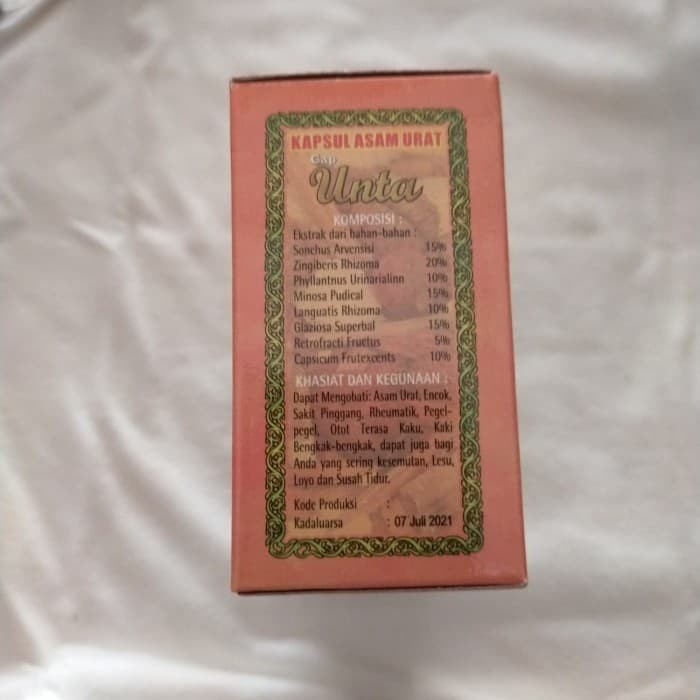 KAPSUL ASAM URAT
Cap
Unta
KOMPOSISI :
Ekstrak dari bahan-bahan :
Sonchus Arvensisi 15%
Zingiberis Rhizoma 20%
Phyllantnus Urinarialinn 10%
Minosa Pudical 15%
Languatis Rhizoma 10%
Glaziosa Superbal 15%
Retrofracti Fructus 5%
Capsicum Frutexcents 10%
KHASIAT DAN KEGUNAAN :
Dapat Mengobati: Asam Urat, Encok,
Sakit Pinggang, Rheumatik, Pegel-
pegel, Otot Terasa Kaku, Kaki
Bengkak-bengkak, dapat juga bagi
Anda yang sering kesemutan, Lesu,
Loyo dan Susah Tidur.
Kode Produksi :
Kadaluarsa : 07 Juli 2021